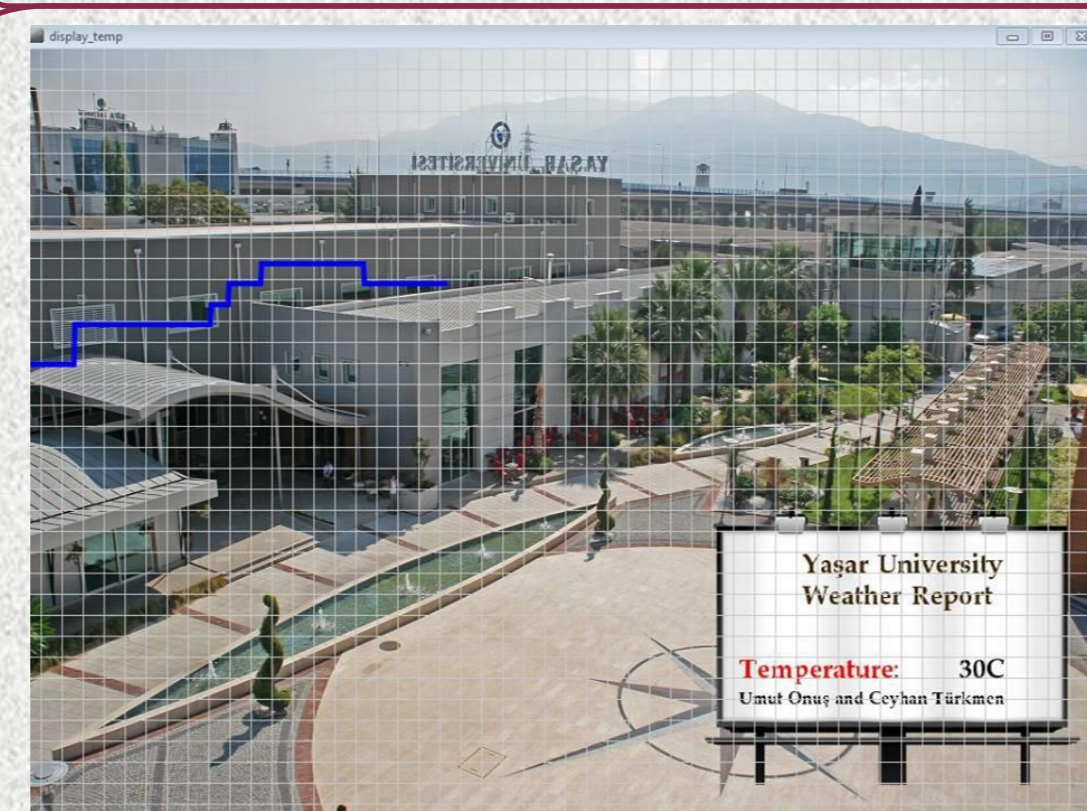 display_temp
YAŞAR ÜNİVERSİTESİ
Yaşar University
Weather Report
Temperature: 30C
Umut Onuş and Ceyhan Türkmen